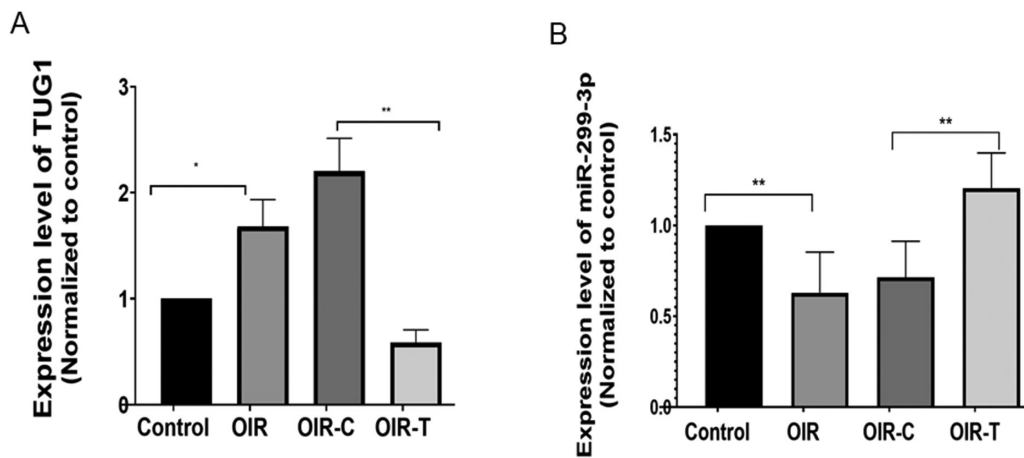 A
Expression level of TUG1
(Normalized to control)
3
2
1
0
*
**
Control OIR OIR-C OIR-T
B
Expression level of miR-299-3p
(Normalized to control)
1.5
1.0
0.5
0.0
**
**
Control OIR OIR-C OIR-T